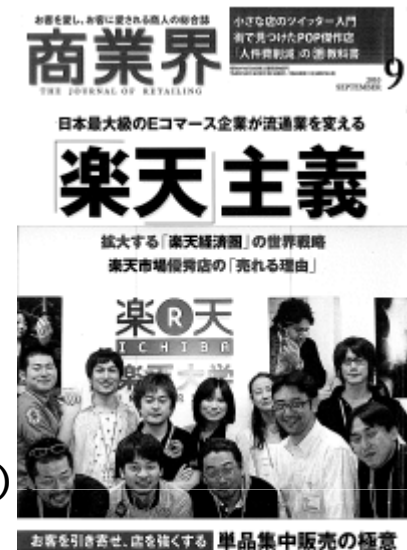 お客を愛し、お客に愛される商人の総合誌
商業界
THE JOURNAL OF RETAILING
小さな店のツイッター入門
街で見つけたPOP傑作店
「人件費削減」の㊙教科書
2010
SEPTEMBER 9
日本最大級のEコマース企業が流通業を変える
「楽天」主義
拡大する「楽天経済圏」の世界戦略
楽天市場優秀店の「売れる理由」
楽R天
ICHIBA
楽天大学
お客を引き寄せ、店を強くする 単品集中販売の極意